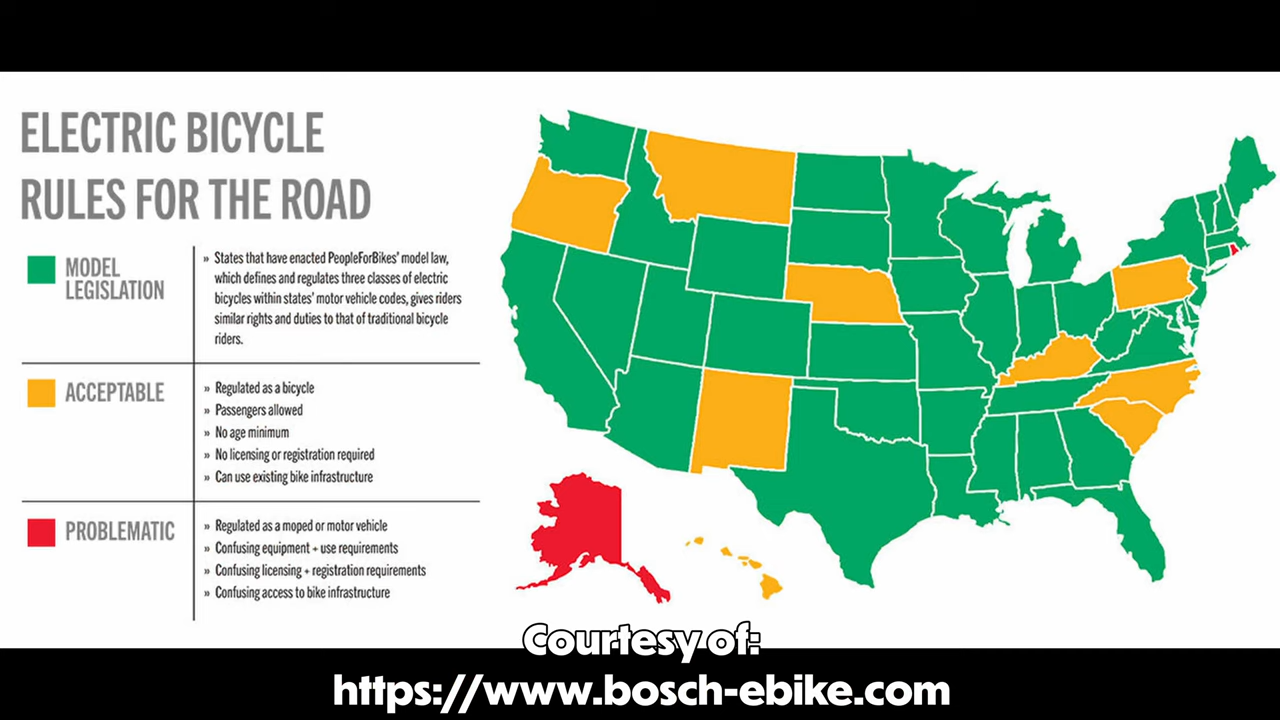 ELECTRIC BICYCLE
RULES FOR THE ROAD
MODEL
LEGISLATION
» States that have enacted PeopleForBikes' model law,
which defines and regulates three classes of electric
bicycles within states' motor vehicle codes, gives riders
similar rights and duties to that of traditional bicycle
riders.
ACCEPTABLE
» Regulated as a bicycle
» Passengers allowed
» No age minimum
» No licensing or registration required
» Can use existing bike infrastructure
PROBLEMATIC
» Regulated as a moped or motor vehicle
» Confusing equipment + use requirements
» Confusing licensing + registration requirements
» Confusing access to bike infrastructure
Courtesy of:
https://www.bosch-ebike.com